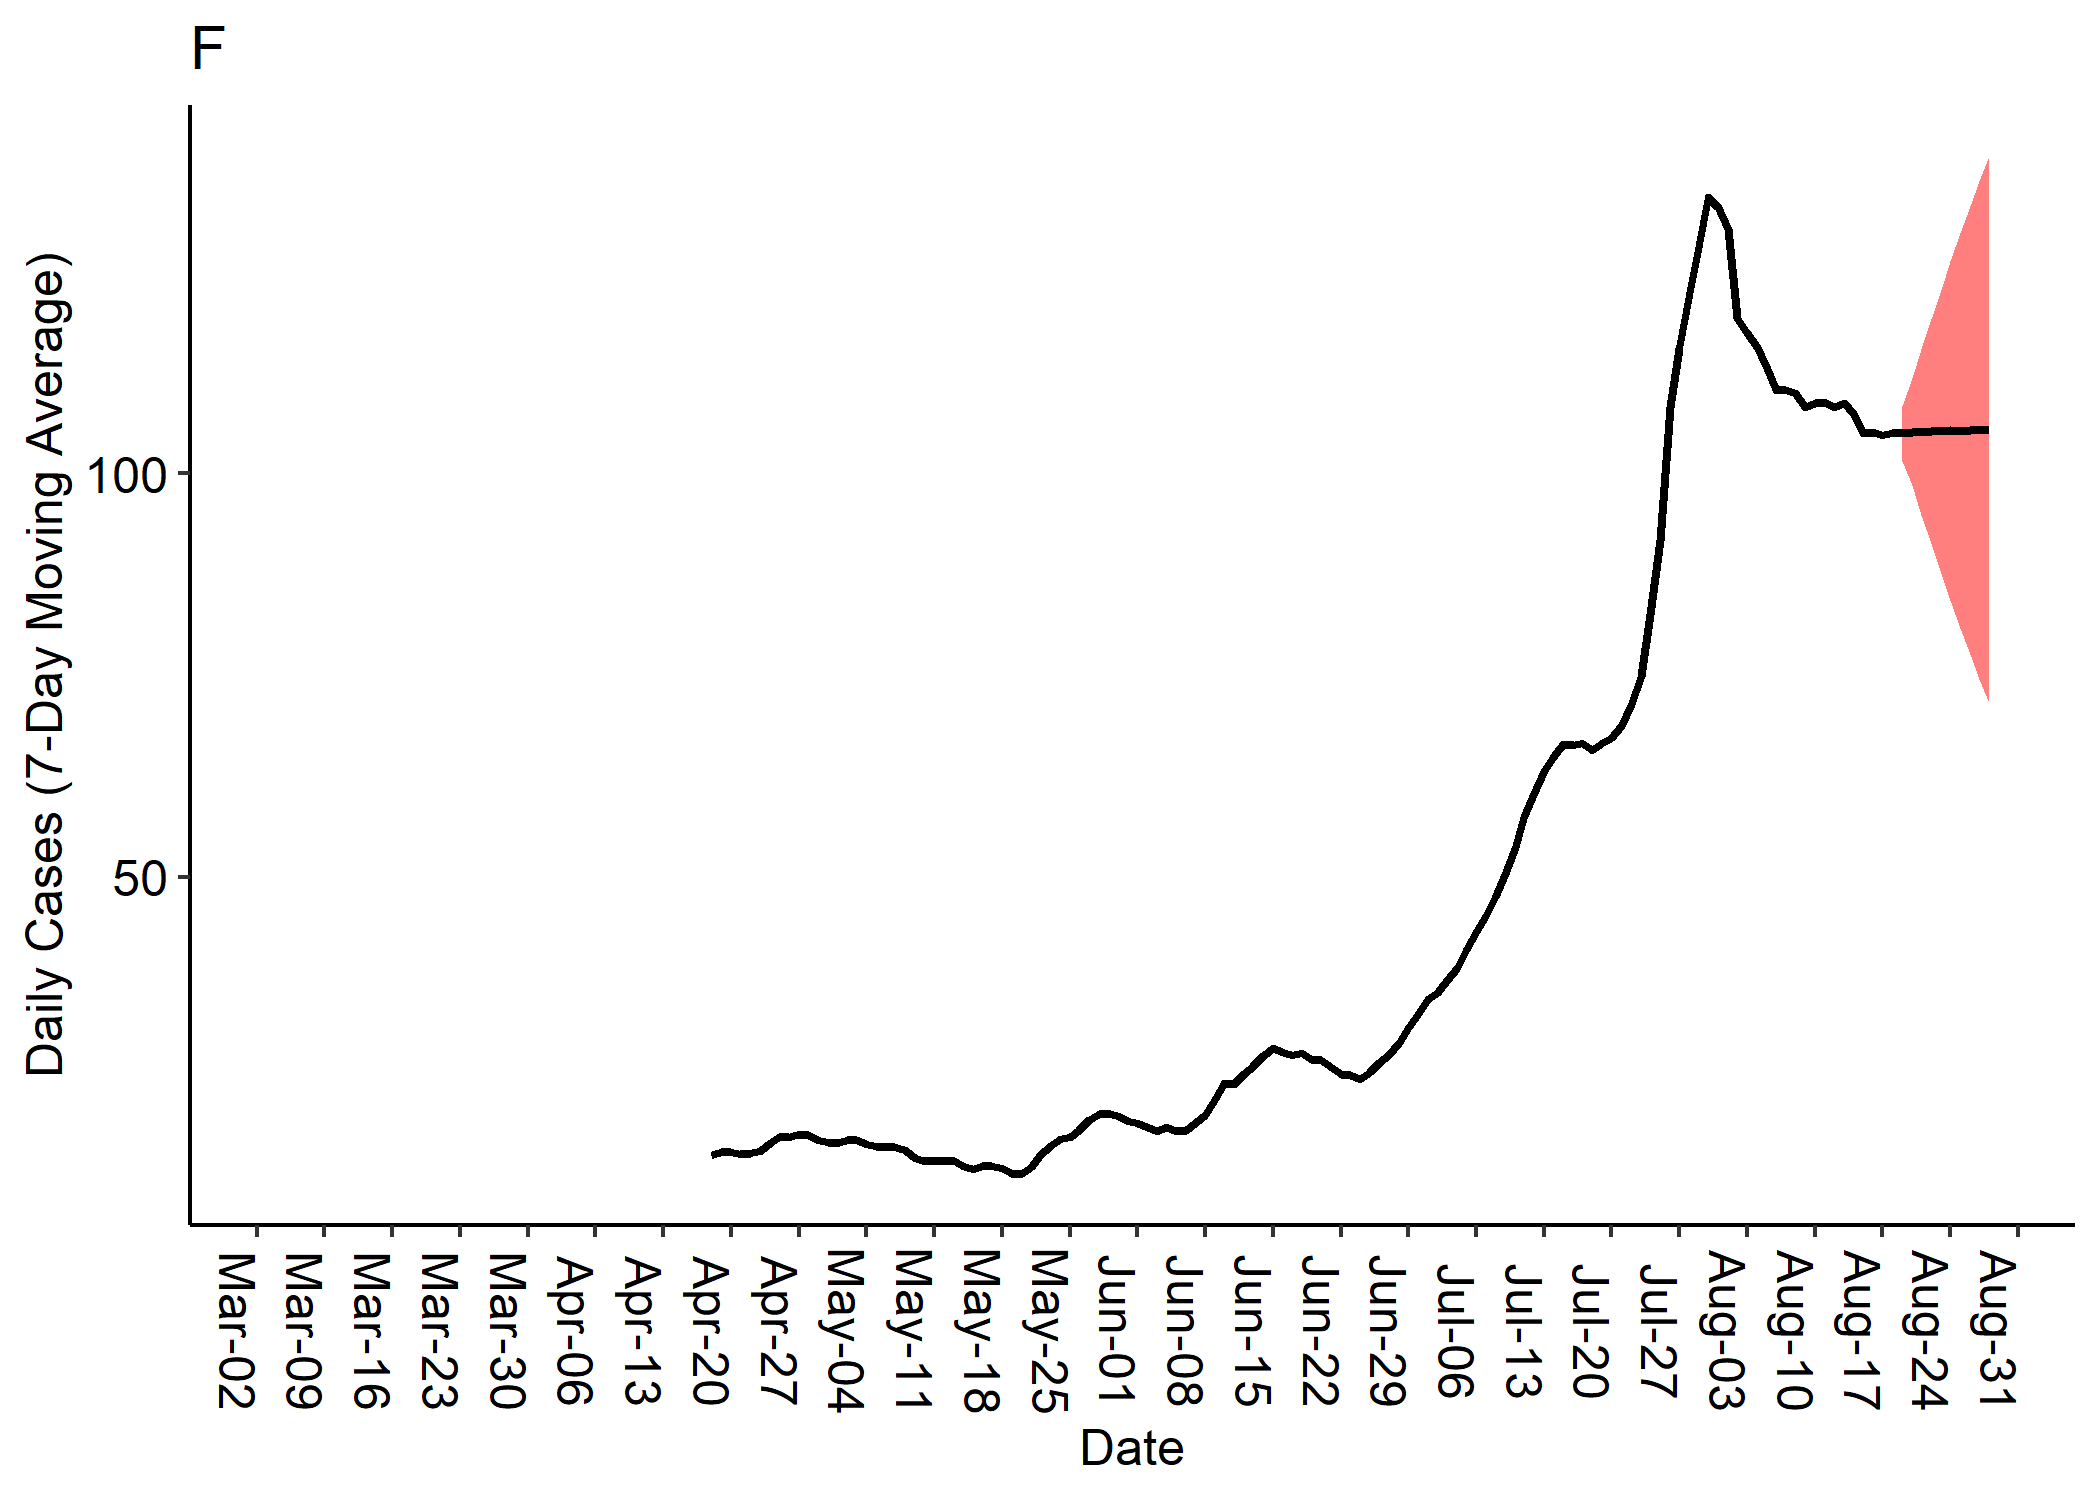 F
Daily Cases (7-Day Moving Average)
100
50
Mar-02
Mar-09
Mar-16
Mar-23
Mar-30
Apr-06
Apr-13
Apr-20
Apr-27
May-04
May-11
May-18
May-25
Jun-01
Jun-08
Jun-15
Jun-22
Jun-29
Jul-06
Jul-13
Jul-20
Jul-27
Aug-03
Aug-10
Aug-17
Aug-24
Aug-31
Date